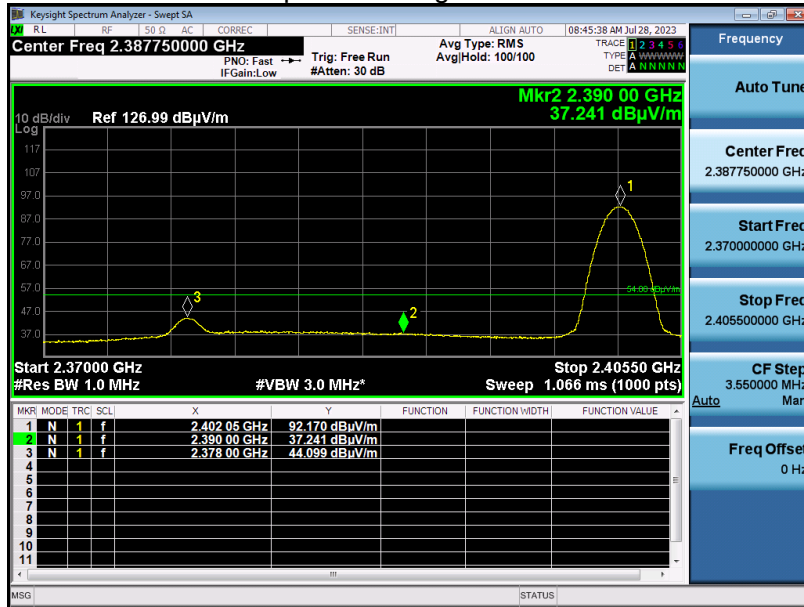 Keysight Spectrum Analyzer - Swept SA
LXI RL RF 50 Ω AC CORREC SENSE:INT ALIGN AUTO 08:45:38 AM Jul 28, 2023
Center Freq 2.387750000 GHz
PNO: Fast
IFGain:Low
Trig: Free Run
#Atten: 30 dB
Avg Type: RMS
Avg|Hold: 100/100
TRACE 1 2 3 4 5 6
TYPE A WWWWW
DET A N N N N N
Mkr2 2.390 00 GHz
37.241 dBµV/m
10 dB/div Ref 126.99 dBµV/m
Log
117
107
97.0
87.0
77.0
67.0
57.0
47.0
37.0
1
2
3
54.00 dBµV/m
Start 2.37000 GHz Stop 2.40550 GHz
#Res BW 1.0 MHz #VBW 3.0 MHz* Sweep 1.066 ms (1000 pts)
MKR MODE TRC SCL X Y FUNCTION FUNCTION WIDTH FUNCTION VALUE
1 N 1 f 2.402 05 GHz 92.170 dBµV/m
2 N 1 f 2.390 00 GHz 37.241 dBµV/m
3 N 1 f 2.378 00 GHz 44.099 dBµV/m
4
5
6
7
8
9
10
11
MSG STATUS
Frequency
Auto Tune
Center Freq
2.387750000 GHz
Start Freq
2.370000000 GHz
Stop Freq
2.405500000 GHz
CF Step
3.550000 MHz
Auto Man
Freq Offset
0 Hz